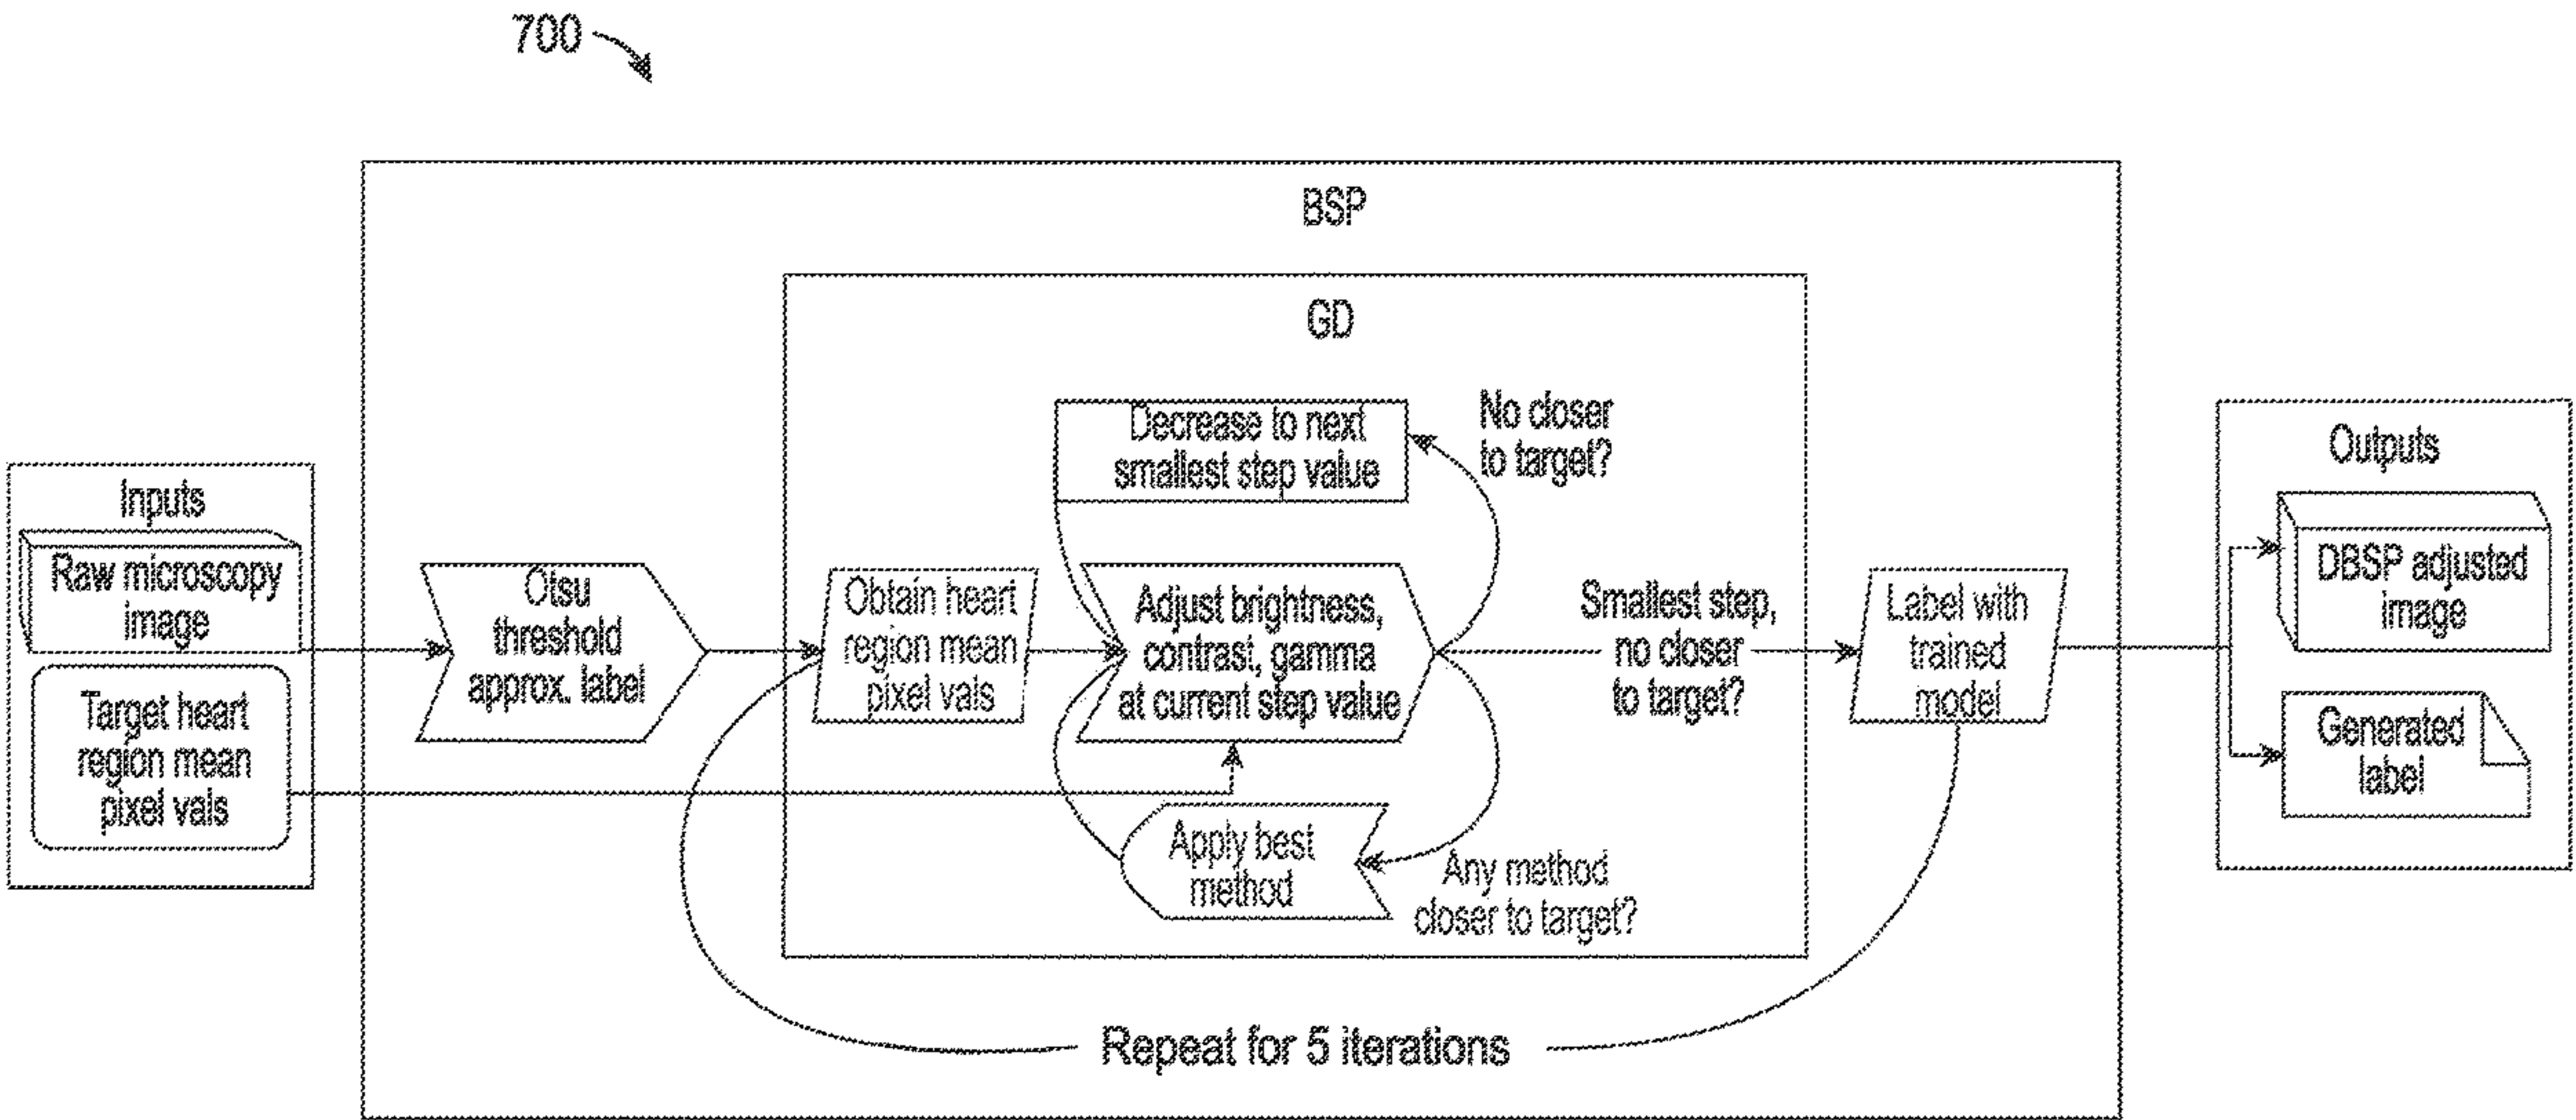 700
BSP
GD
Inputs
Raw microscopy
image
Target heart
region mean
pixel vals
Otsu
threshold
approx. label
Obtain heart
region mean
pixel vals
Decrease to next
smallest step value
No closer
to target?
Adjust brightness,
contrast, gamma
at current step value
Smallest step,
no closer
to target?
Apply best
method
Any method
closer to target?
Label with
trained
model
Repeat for 5 iterations
Outputs
DBSP adjusted
image
Generated
label